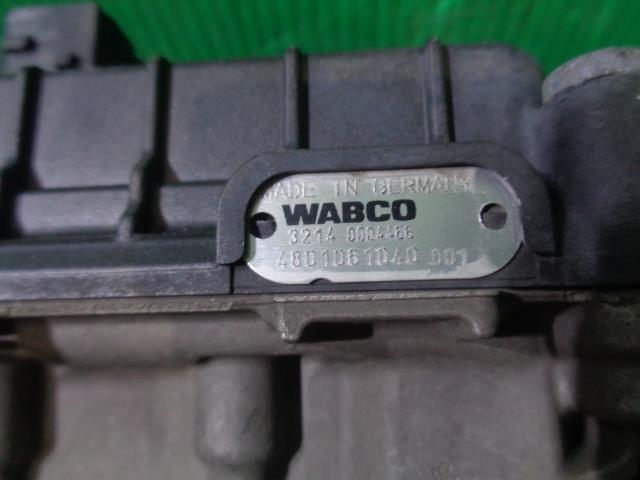 MADE IN GERMANY
WABCO
3214 0004466
4801061040 001